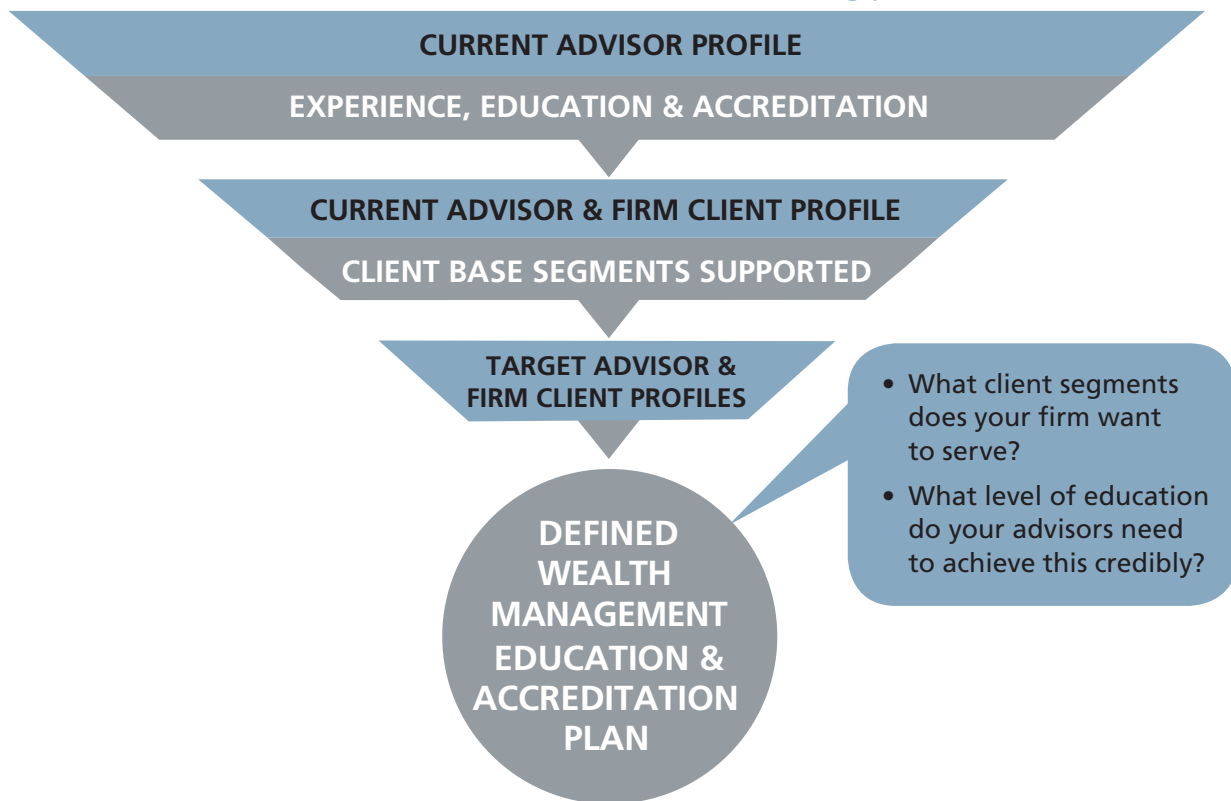 CURRENT ADVISOR PROFILE
EXPERIENCE, EDUCATION & ACCREDITATION
CURRENT ADVISOR & FIRM CLIENT PROFILE
CLIENT BASE SEGMENTS SUPPORTED
TARGET ADVISOR &
FIRM CLIENT PROFILES
• What client segments
does your firm want
to serve?
• What level of education
do your advisors need
to achieve this credibly?
DEFINED
WEALTH
MANAGEMENT
EDUCATION &
ACCREDITATION
PLAN